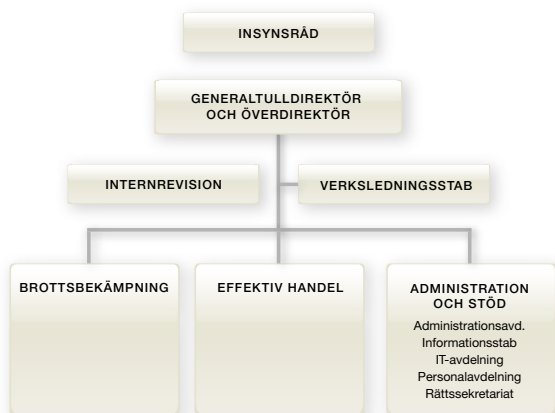 INSYNSRÅD
GENERALTULLDIREKTÖR
OCH ÖVERDIREKTÖR
INTERNREVISION
VERKSLEDNINGSSTAB
BROTTSBEKÄMPNING
EFFEKTIV HANDEL
ADMINISTRATION
OCH STÖD
Administrationsavd.
Informationsstab
IT-avdelning
Personalavdelning
Rättssekretariat